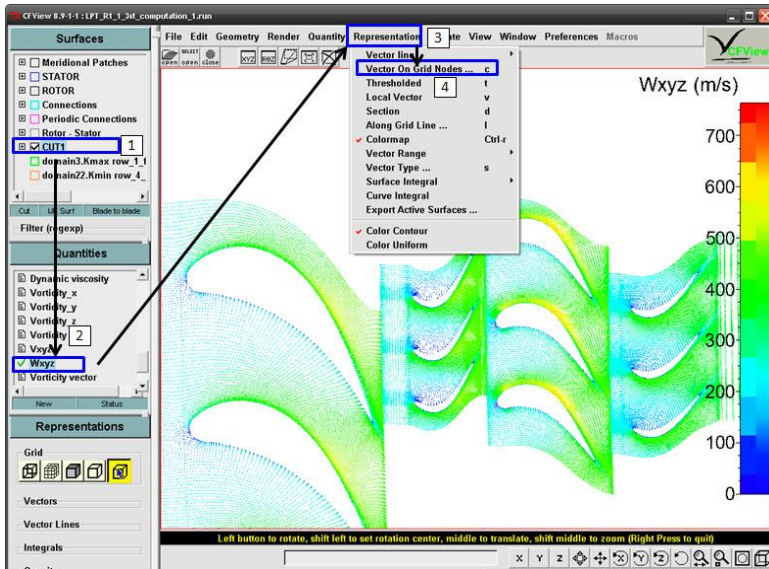 CFView 8.9-1-1 : LPT_R1_1_3st_computation_1.run
Surfaces
Meridional Patches
STATOR
ROTOR
Connections
Periodic Connections
Rotor - Stator
CUT1
1
domain3.Kmax row_1_1
domain22.Kmin row_4_
Cut
Blade to blade
Filter (regexp)
Quantities
Dynamic viscosity
Vorticity_x
Vorticity_y
Vorticity_z
Vorticity
2
Vxyz
Wxyz
Vorticity vector
New Status
Representations
Grid
Vectors
Vector Lines
Integrals
File Edit Geometry Render Quantity Representation View Window Preferences Macros
3
open
SELECT
open close
XYZ
CFView
Vector line
Vector On Grid Nodes ... c
4
Thresholded t
Local Vector v
Section d
Along Grid Line ... l
Colormap Ctrl-r
Vector Range
Vector Type ... s
Surface Integral
Curve Integral
Export Active Surfaces ...
Color Contour
Color Uniform
Wxyz (m/s)
700
600
500
400
300
200
100
0
Left button to rotate, shift left to set rotation center, middle to translate, shift middle to zoom (Right Press to quit)
X Y Z